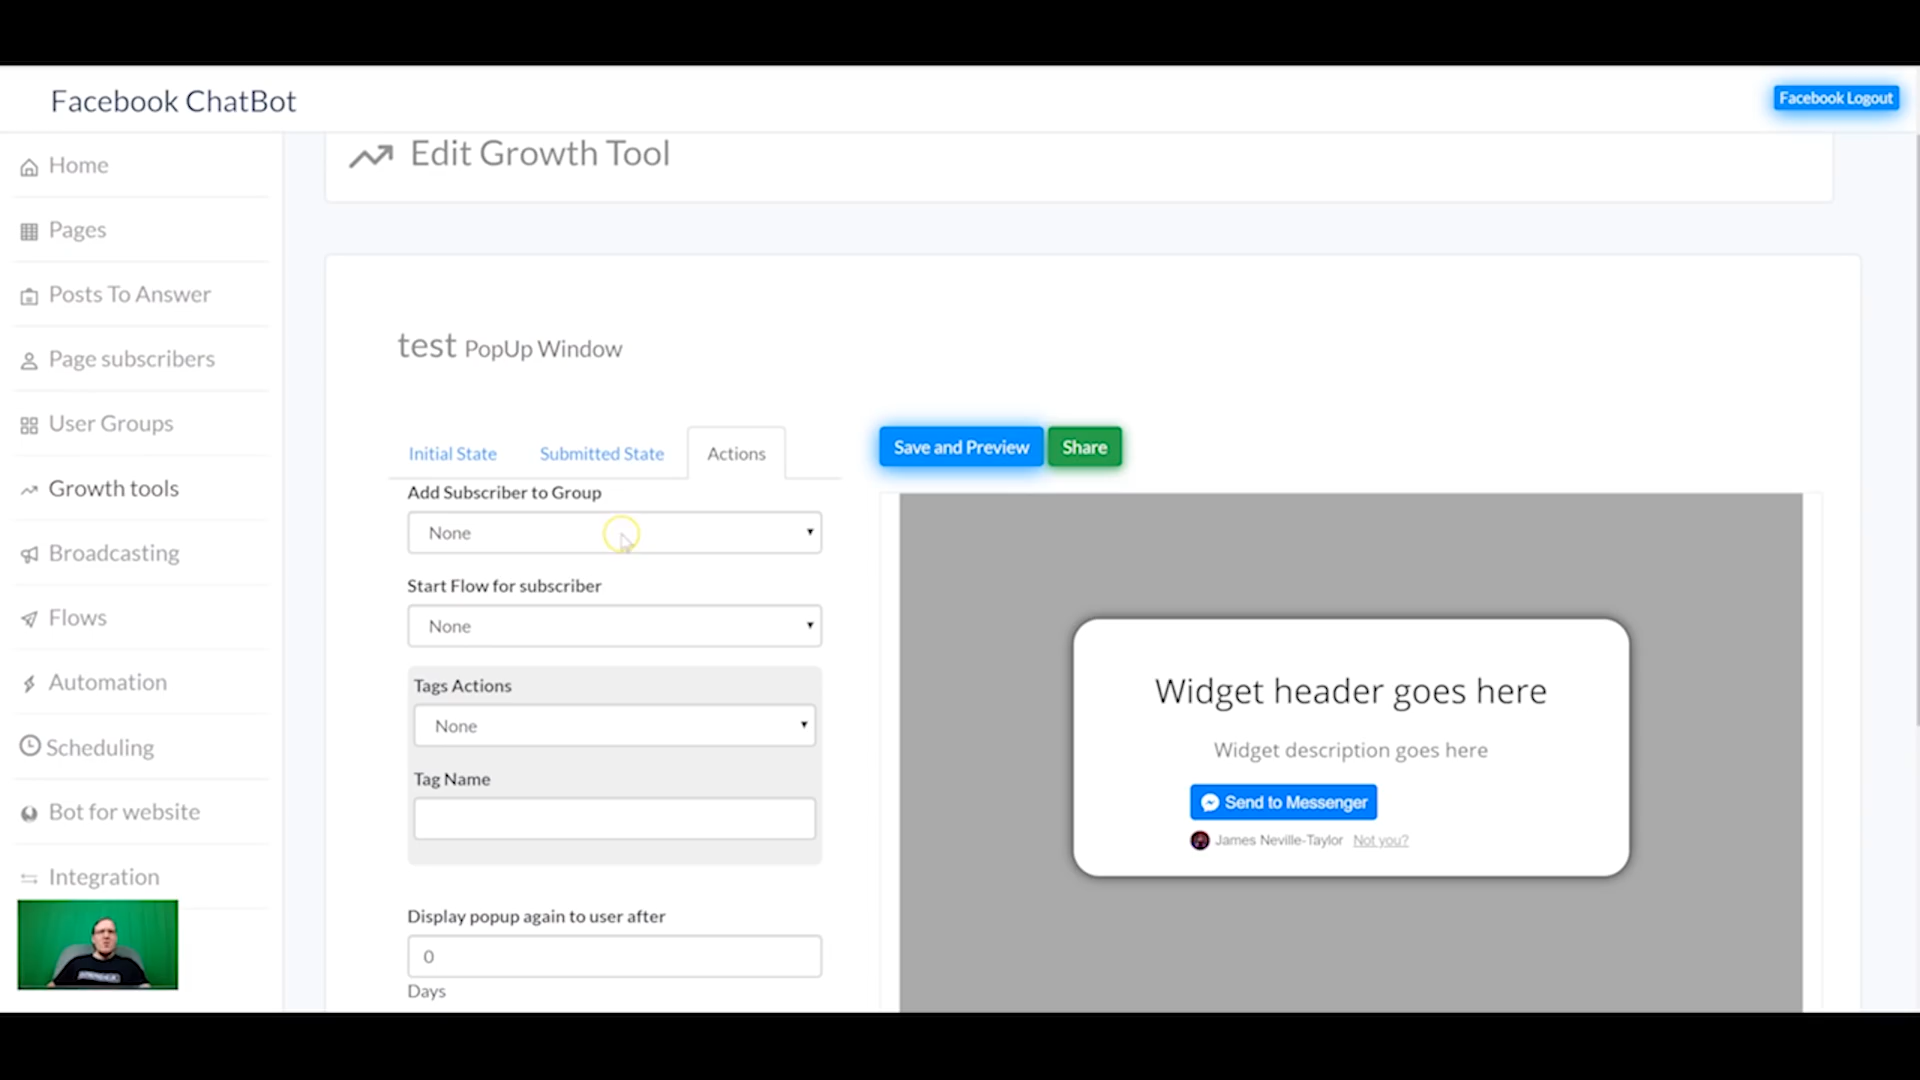 Facebook ChatBot
Facebook Logout
Home
Pages
Posts To Answer
Page subscribers
User Groups
Growth tools
Broadcasting
Flows
Automation
Scheduling
Bot for website
Integration
Edit Growth Tool
test PopUp Window
Initial State
Submitted State
Actions
Save and Preview
Share
Add Subscriber to Group
None
Start Flow for subscriber
None
Tags Actions
None
Tag Name
Display popup again to user after
0
Days
Widget header goes here
Widget description goes here
Send to Messenger
James Neville-Taylor Not you?